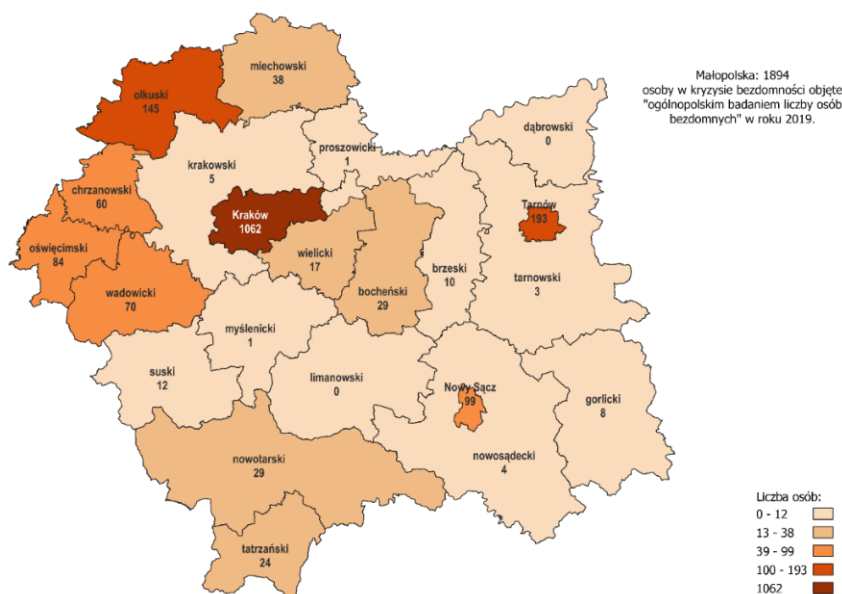 miechowski
38
olkuski
145
Małopolska: 1894
osoby w kryzysie bezdomności objęte
"ogólnopolskim badaniem liczby osób
bezdomnych" w roku 2019.
dąbrowski
0
proszowicki
1
krakowski
5
chrzanowski
60
Kraków
1062
Tarnów
193
oświęcimski
84
wielicki
17
brzeski
10
tarnowski
3
wadowicki
70
bocheński
29
myślenicki
1
suski
12
limanowski
0
Nowy Sącz
99
gorlicki
8
nowotarski
29
nowosądecki
4
tatrzański
24
Liczba osób:
0 - 12
13 - 38
39 - 99
100 - 193
1062